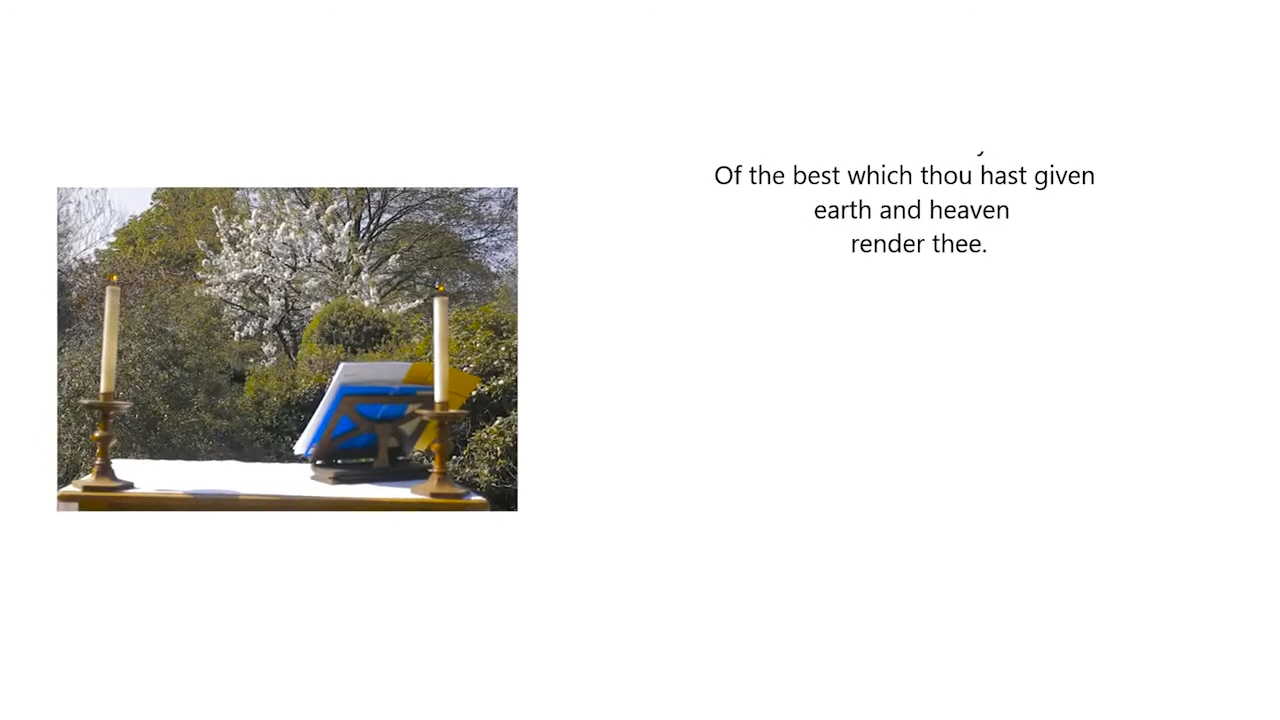 Of the best which thou hast given
earth and heaven
render thee.